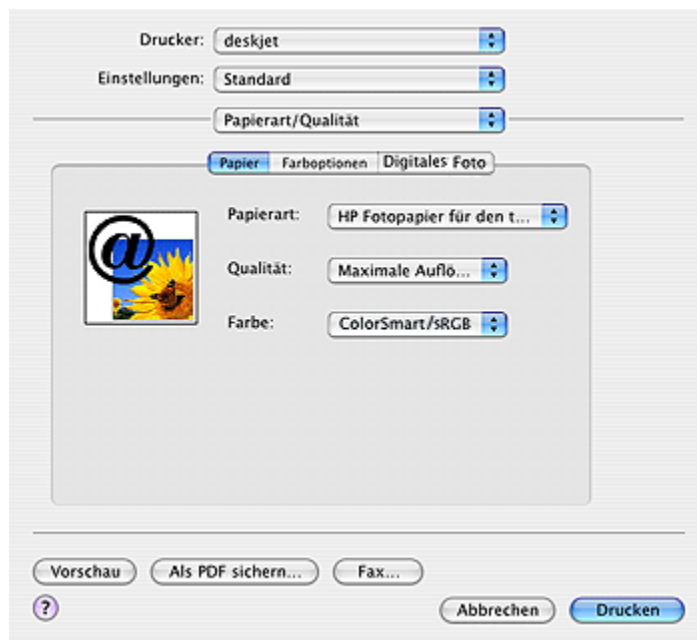 Drucker: deskjet
Einstellungen: Standard
Papierart/Qualität
Papier Farboptionen Digitales Foto
@
Papierart: HP Fotopapier für den t...
Qualität: Maximale Auflö...
Farbe: ColorSmart/sRGB
Vorschau Als PDF sichern... Fax...
? Abbrechen Drucken